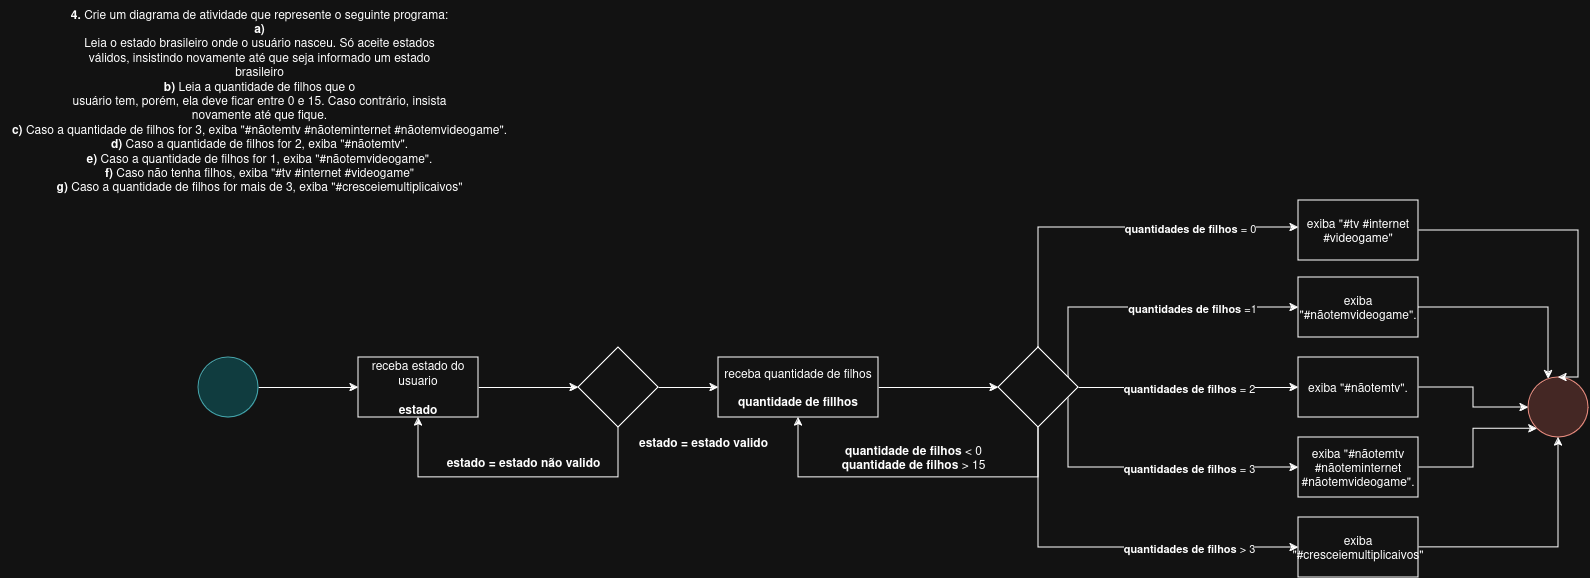 4. Crie um diagrama de atividade que represente o seguinte programa:
a)
Leia o estado brasileiro onde o usuário nasceu. Só aceite estados
válidos, insistindo novamente até que seja informado um estado
brasileiro
b) Leia a quantidade de filhos que o
usuário tem, porém, ela deve ficar entre 0 e 15. Caso contrário, insista
novamente até que fique.
c) Caso a quantidade de filhos for 3, exiba "#nãotemtv #nãoteminternet #nãotemvideogame".
d) Caso a quantidade de filhos for 2, exiba "#nãotemtv".
e) Caso a quantidade de filhos for 1, exiba "#nãotemvideogame".
f) Caso não tenha filhos, exiba "#tv #internet #videogame"
g) Caso a quantidade de filhos for mais de 3, exiba "#cresceiemultiplicaivos"
receba estado do
usuario
estado
estado = estado não valido
estado = estado valido
receba quantidade de filhos
quantidade de fillhos
quantidade de filhos < 0
quantidade de filhos > 15
quantidades de filhos = 0
exiba "#tv #internet
#videogame"
quantidades de filhos =1
exiba
"#nãotemvideogame".
quantidades de filhos = 2
exiba "#nãotemtv".
quantidades de filhos = 3
exiba "#nãotemtv
#nãoteminternet
#nãotemvideogame".
quantidades de filhos > 3
exiba
"#cresceiemultiplicaivos"